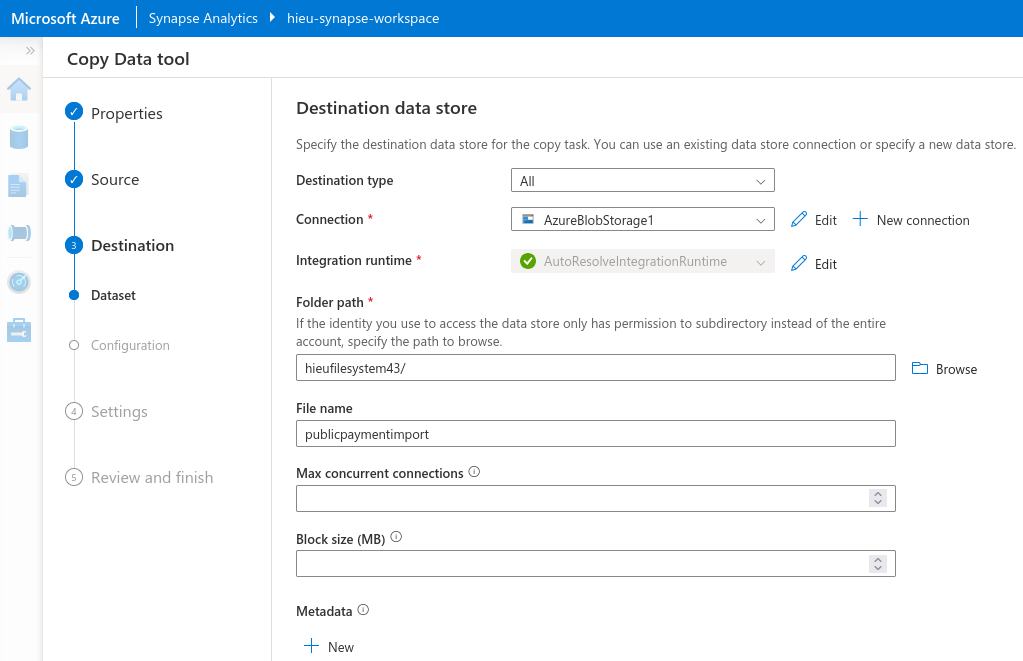 Microsoft Azure
Synapse Analytics
hieu-synapse-workspace
Copy Data tool
Properties
Source
3 Destination
Dataset
Configuration
4 Settings
5 Review and finish
Destination data store
Specify the destination data store for the copy task. You can use an existing data store connection or specify a new data store.
Destination type
All
Connection *
AzureBlobStorage1
Edit
New connection
Integration runtime *
AutoResolveIntegrationRuntime
Edit
Folder path *
If the identity you use to access the data store only has permission to subdirectory instead of the entire
account, specify the path to browse.
hieufilesystem43/
Browse
File name
publicpaymentimport
Max concurrent connections
Block size (MB)
Metadata
New